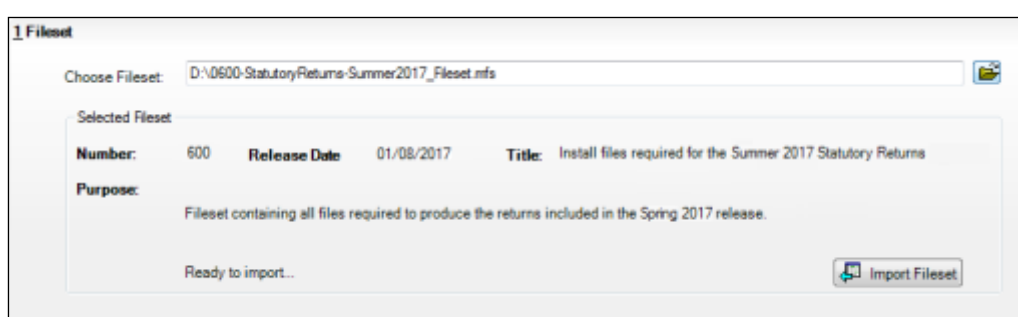 1 Fileset
Choose Fileset: D:\0600-StatutoryReturns-Summer2017_Fileset.mfs
Selected Fileset
Number: 600 Release Date 01/08/2017 Title: Install files required for the Summer 2017 Statutory Returns
Purpose:
Fileset containing all files required to produce the returns included in the Spring 2017 release.
Ready to import...
Import Fileset